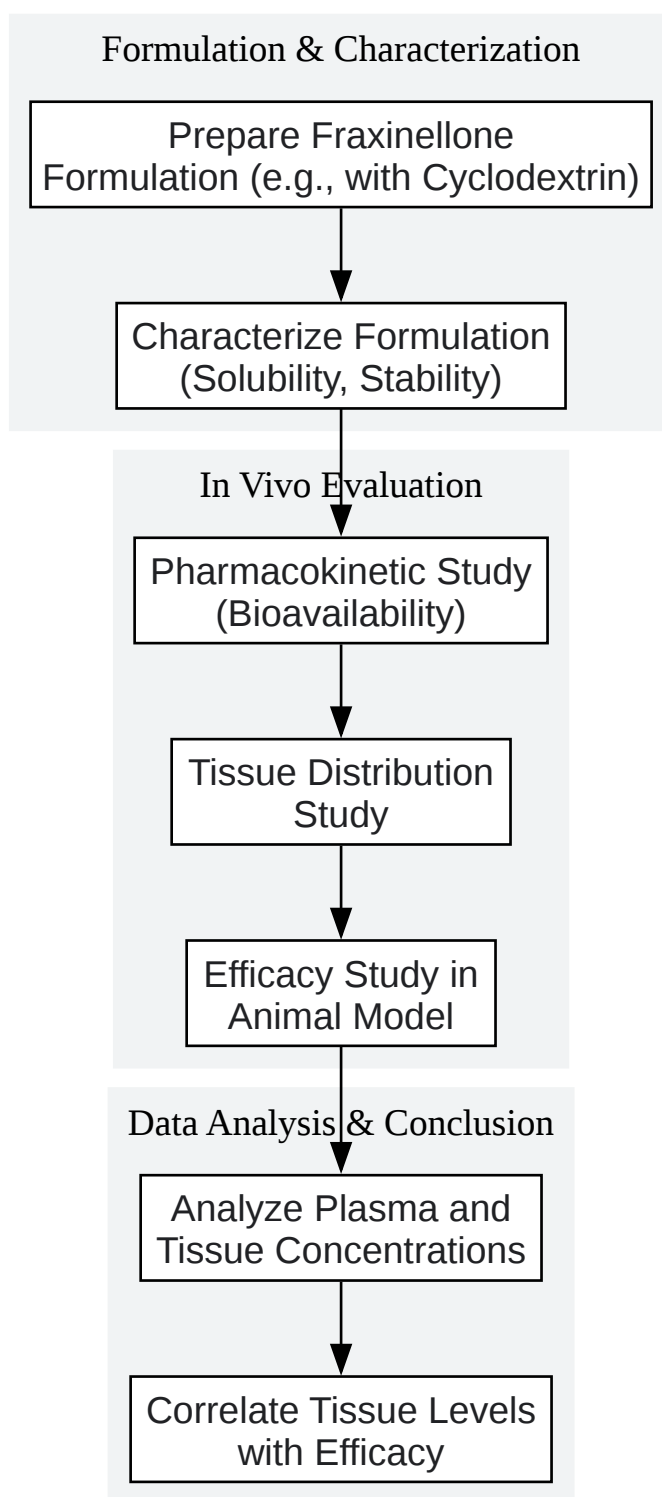 Formulation & Characterization
Prepare Fraxinellone
Formulation (e.g., with Cyclodextrin)
Characterize Formulation
(Solubility, Stability)
In Vivo Evaluation
Pharmacokinetic Study
(Bioavailability)
Tissue Distribution
Study
Efficacy Study in
Animal Model
Data Analysis & Conclusion
Analyze Plasma and
Tissue Concentrations
Correlate Tissue Levels
with Efficacy